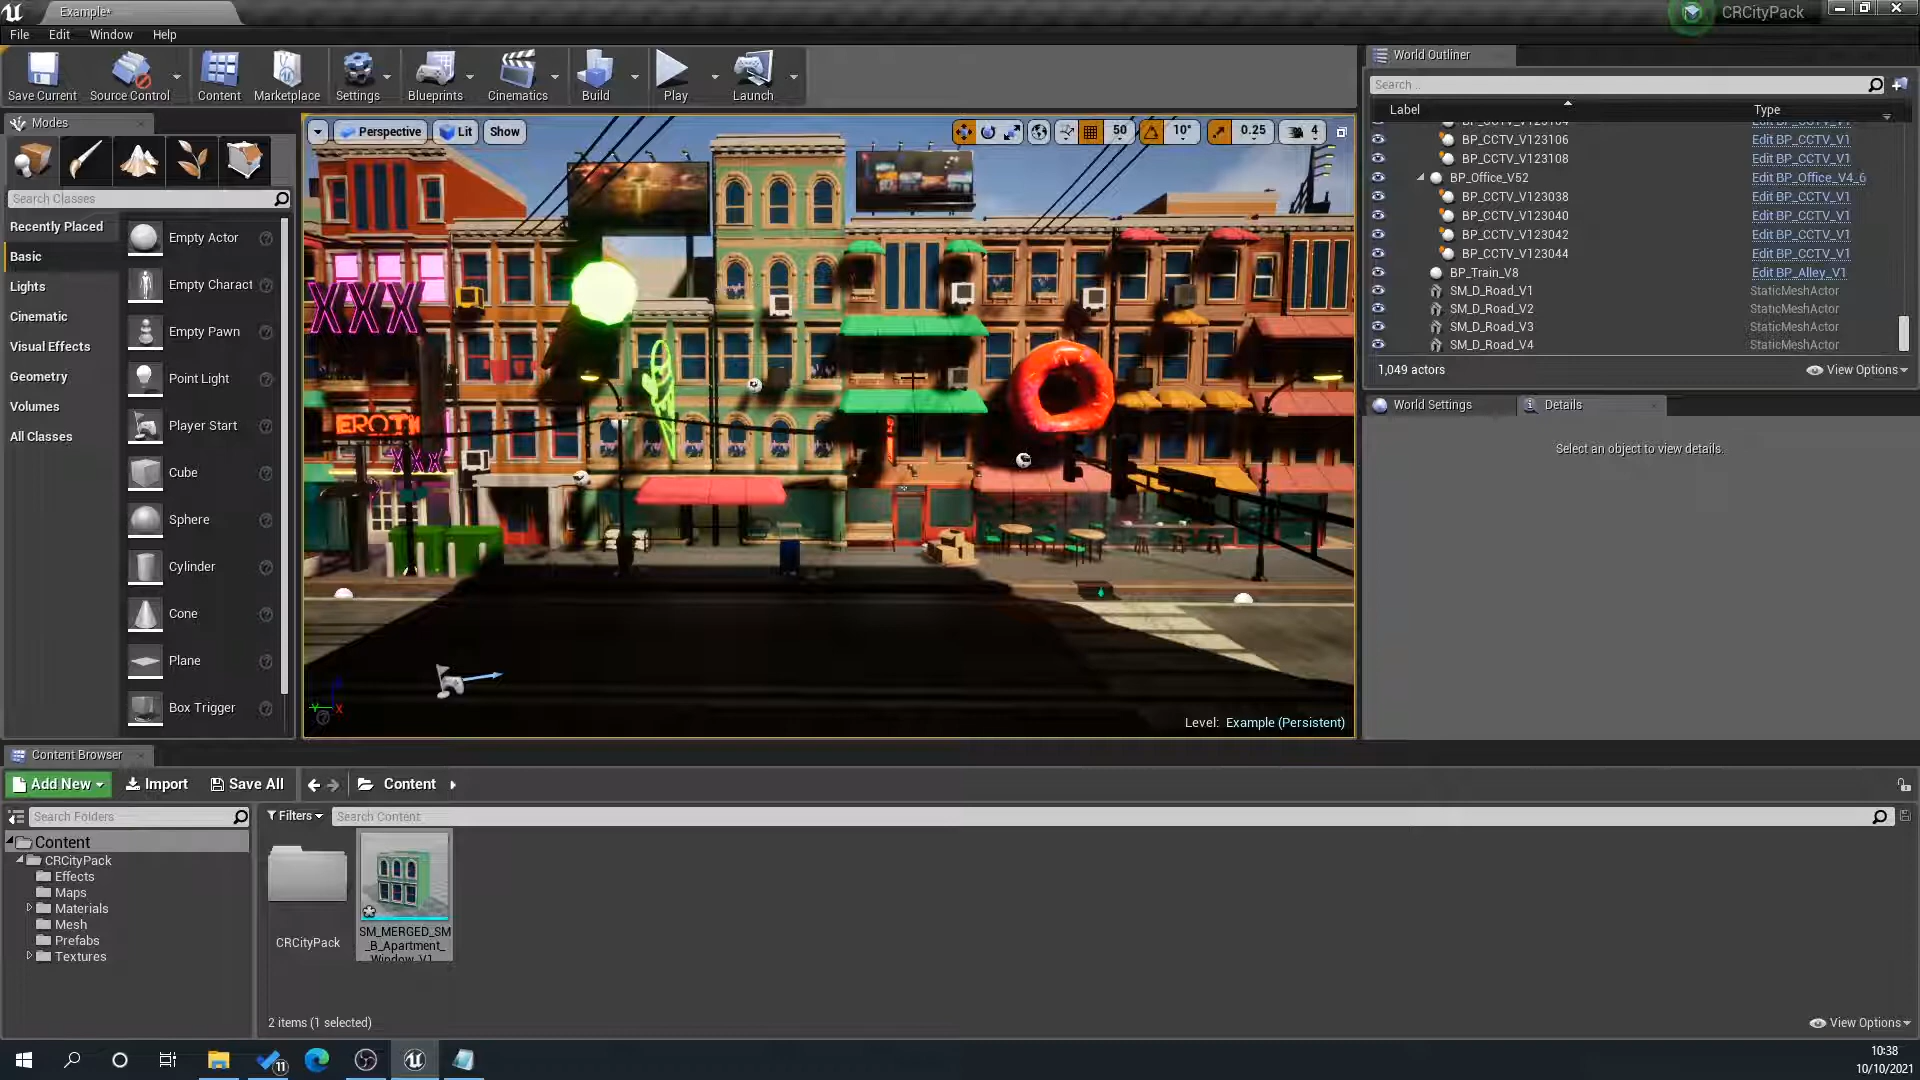 Example*
CRCityPack
File Edit Window Help
Save Current Source Control Content Marketplace Settings Blueprints Cinematics Build Play Launch
Modes
Search Classes
Recently Placed
Basic
Lights
Cinematic
Visual Effects
Geometry
Volumes
All Classes
Empty Actor
Empty Charact
Empty Pawn
Point Light
Player Start
Cube
Sphere
Cylinder
Cone
Plane
Box Trigger
Perspective Lit Show
50 10° 0.25 4
XXX
EROTI
XXX
Y X
Level: Example (Persistent)
World Outliner
Search...
Label Type
BP_CCTV_V123104 Edit BP_CCTV_V1
BP_CCTV_V123106 Edit BP_CCTV_V1
BP_CCTV_V123108 Edit BP_CCTV_V1
BP_Office_V52 Edit BP_Office_V4_6
BP_CCTV_V123038 Edit BP_CCTV_V1
BP_CCTV_V123040 Edit BP_CCTV_V1
BP_CCTV_V123042 Edit BP_CCTV_V1
BP_CCTV_V123044 Edit BP_CCTV_V1
BP_Train_V8 Edit BP_Alley_V1
SM_D_Road_V1 StaticMeshActor
SM_D_Road_V2 StaticMeshActor
SM_D_Road_V3 StaticMeshActor
SM_D_Road_V4 StaticMeshActor
1,049 actors View Options
World Settings Details
Select an object to view details.
Content Browser
Add New Import Save All Content
Search Folders
Filters Search Content
Content
CRCityPack
Effects
Maps
Materials
Mesh
Prefabs
Textures
CRCityPack
SM_MERGED_SM
_B_Apartment_
Window_V1
2 items (1 selected) View Options
11
10:38
10/10/2021